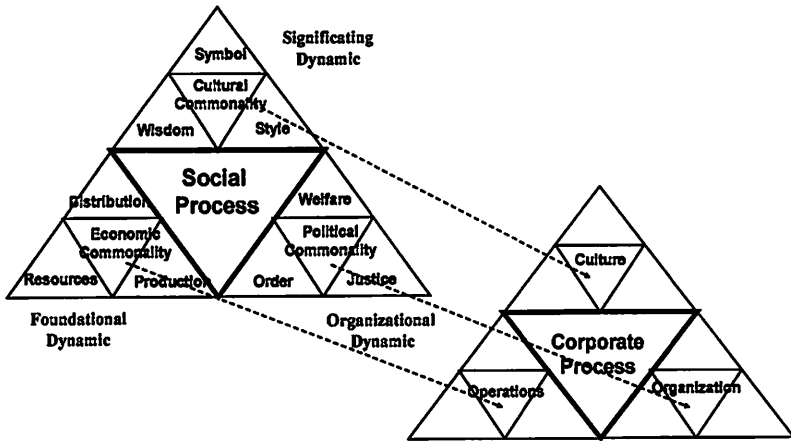 Symbol
Significating
Dynamic
Cultural
Commonality
Wisdom
Style
Social
Process
Distribution
Welfare
Economic
Commonality
Political
Commonality
Resources
Production
Order
Justice
Foundational
Dynamic
Organizational
Dynamic
Culture
Corporate
Process
Operations
Organization